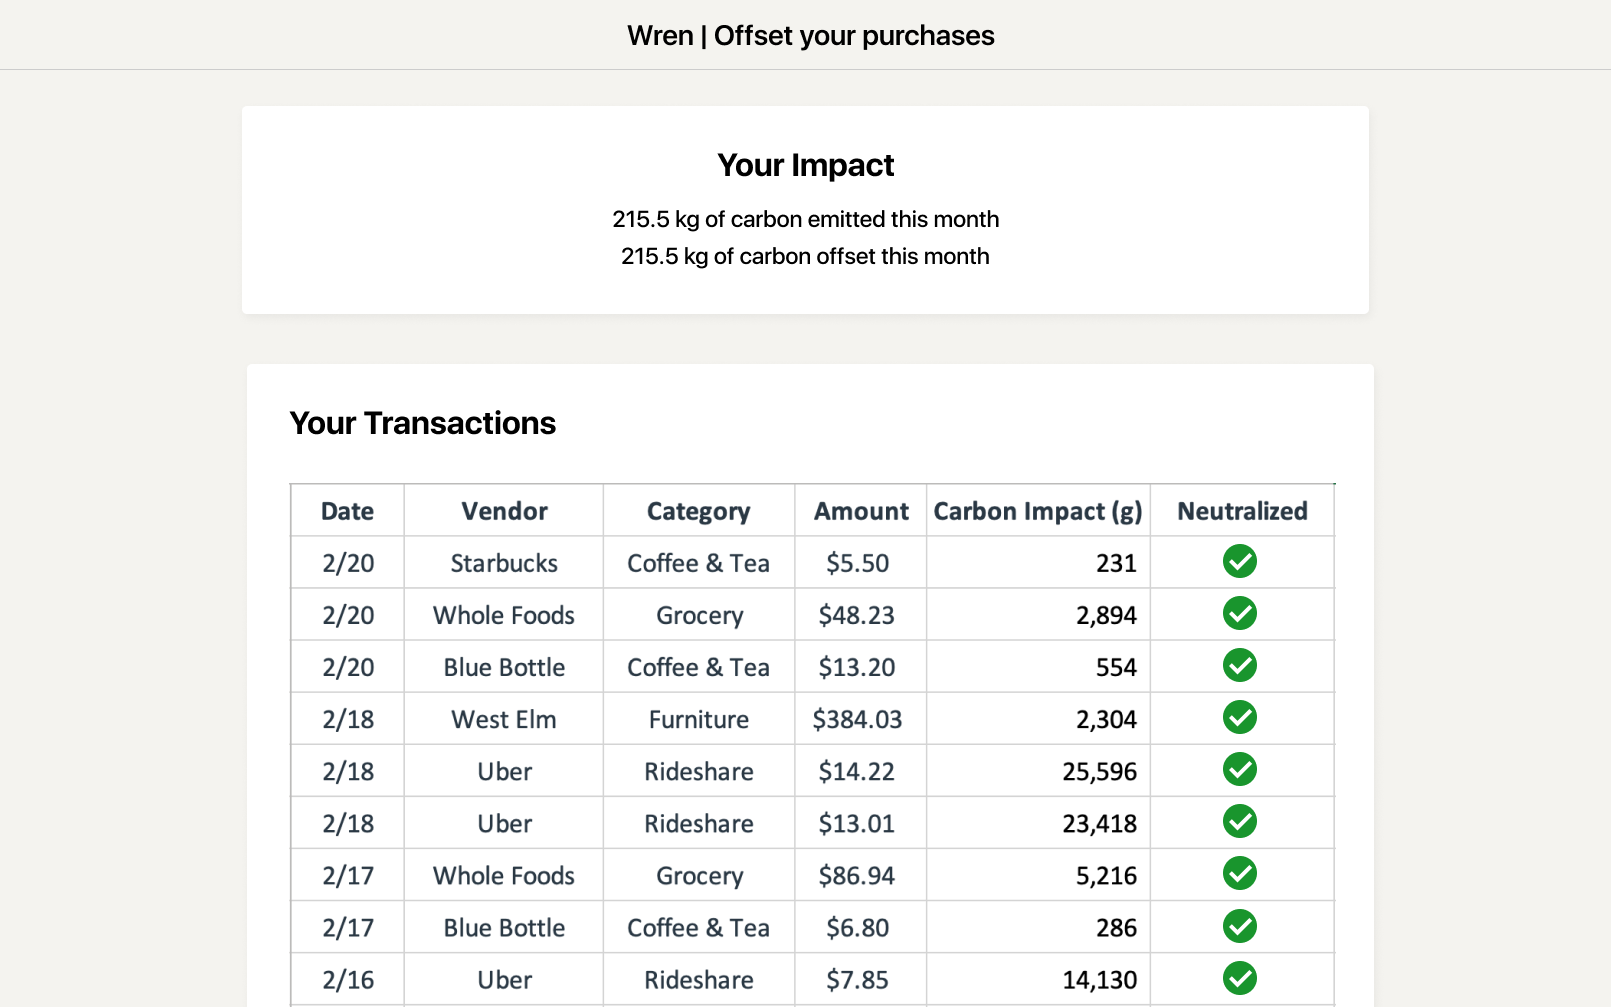 Wren | Offset your purchases
Your Impact
215.5 kg of carbon emitted this month
215.5 kg of carbon offset this month
Your Transactions
Date Vendor Category Amount Carbon Impact (g) Neutralized
2/20 Starbucks Coffee & Tea $5.50 231
2/20 Whole Foods Grocery $48.23 2,894
2/20 Blue Bottle Coffee & Tea $13.20 554
2/18 West Elm Furniture $384.03 2,304
2/18 Uber Rideshare $14.22 25,596
2/18 Uber Rideshare $13.01 23,418
2/17 Whole Foods Grocery $86.94 5,216
2/17 Blue Bottle Coffee & Tea $6.80 286
2/16 Uber Rideshare $7.85 14,130